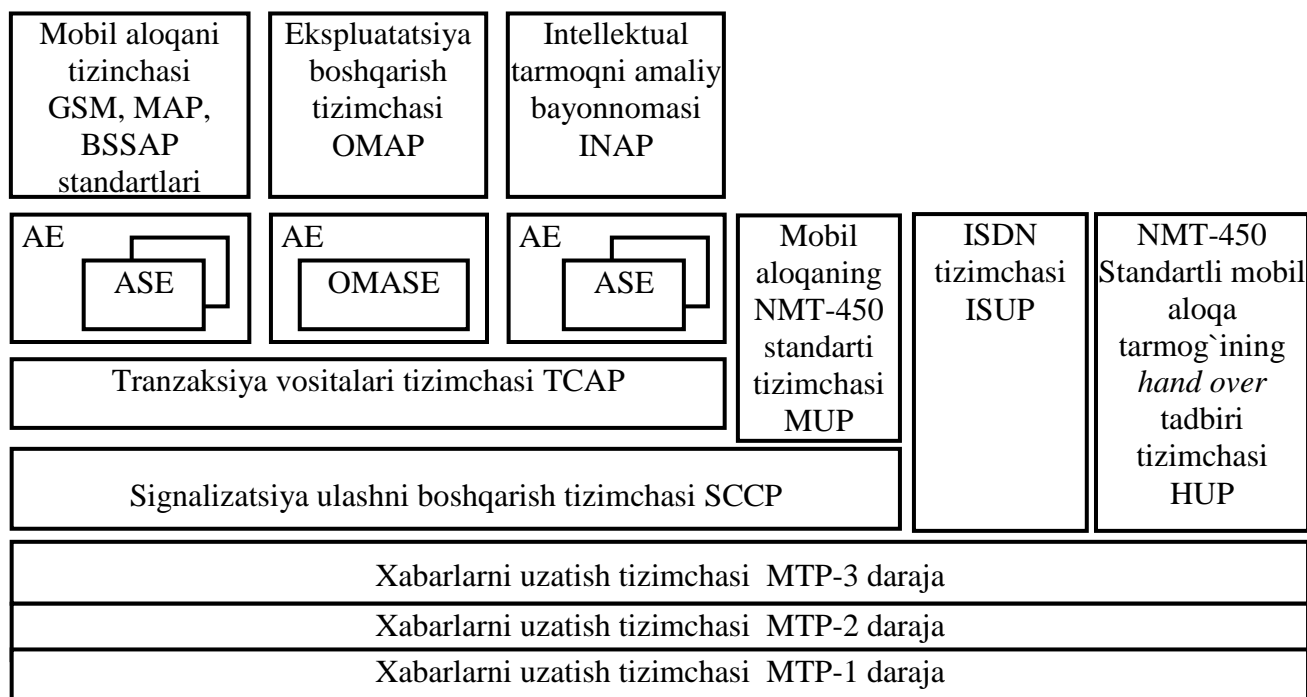 Mobil aloqani
tizinchasi
GSM, MAP,
BSSAP
standartlari
Ekspluatatsiya
boshqarish
tizimchasi
OMAP
Intellektual
tarmoqni amaliy
bayonnomasi
INAP
AE
ASE
AE
OMASE
AE
ASE
Mobil
aloqaning
NMT-450
standarti
tizimchasi
MUP
ISDN
tizimchasi
ISUP
NMT-450
Standartli mobil
aloqa
tarmog`ining
hand over
tadbiri
tizimchasi
HUP
Tranzaksiya vositalari tizimchasi TCAP
Signalizatsiya ulashni boshqarish tizimchasi SCCP
Xabarlarni uzatish tizimchasi MTP-3 daraja
Xabarlarni uzatish tizimchasi MTP-2 daraja
Xabarlarni uzatish tizimchasi MTP-1 daraja